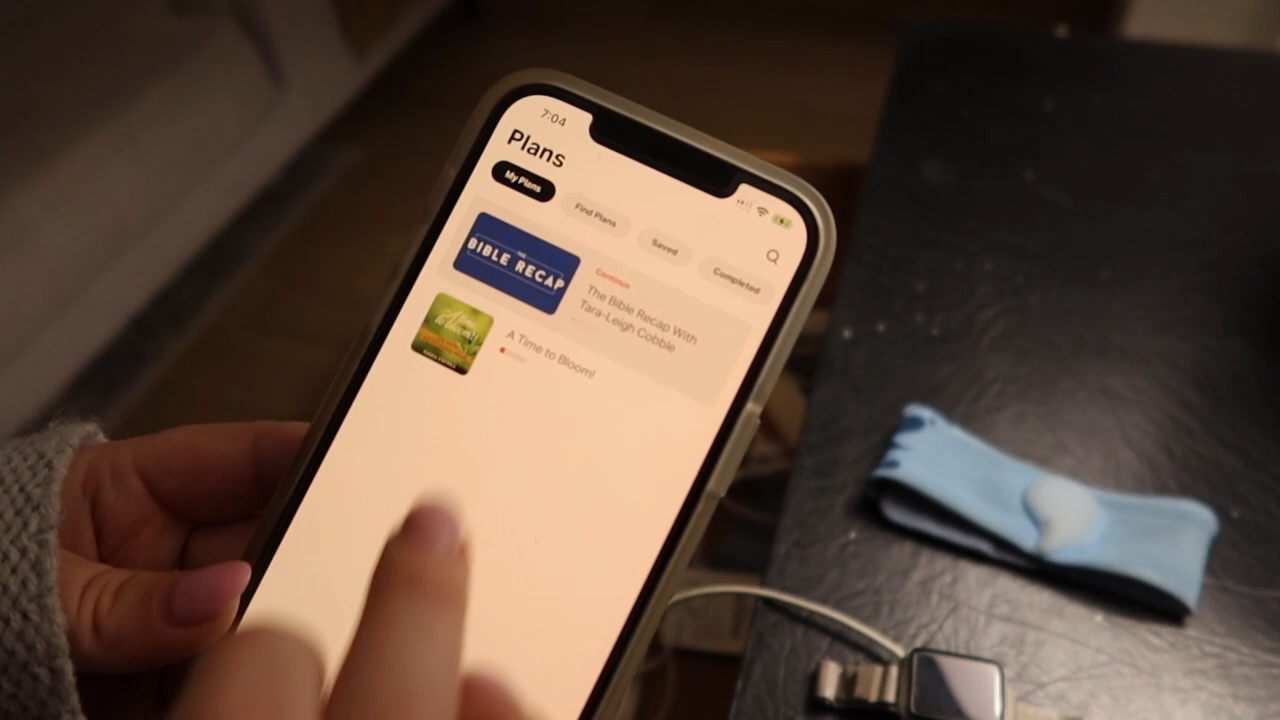 7:04
Plans
My Plans
Find Plans
Saved
Completed
THE
BIBLE RECAP
Continue
The Bible Recap With
Tara-Leigh Cobble
A Time to Bloom!